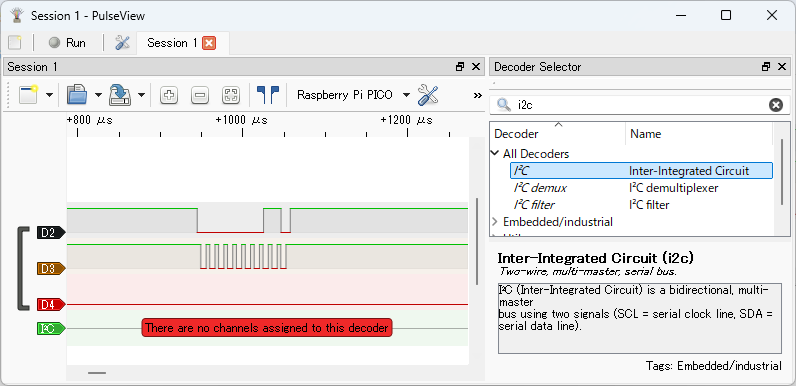 Session 1 - PulseView
Run
Session 1
Session 1
Decoder Selector
Raspberry Pi PICO
»
i2c
+800 μs
+1000 μs
+1200 μs
Decoder
Name
All Decoders
I²C
Inter-Integrated Circuit
I²C demux
I²C demultiplexer
I²C filter
I²C filter
Embedded/industrial
D2
D3
D4
I²C
There are no channels assigned to this decoder
Inter-Integrated Circuit (i2c)
Two-wire, multi-master, serial bus.
I²C (Inter-Integrated Circuit) is a bidirectional, multi-
master
bus using two signals (SCL = serial clock line, SDA =
serial data line).
Tags: Embedded/industrial